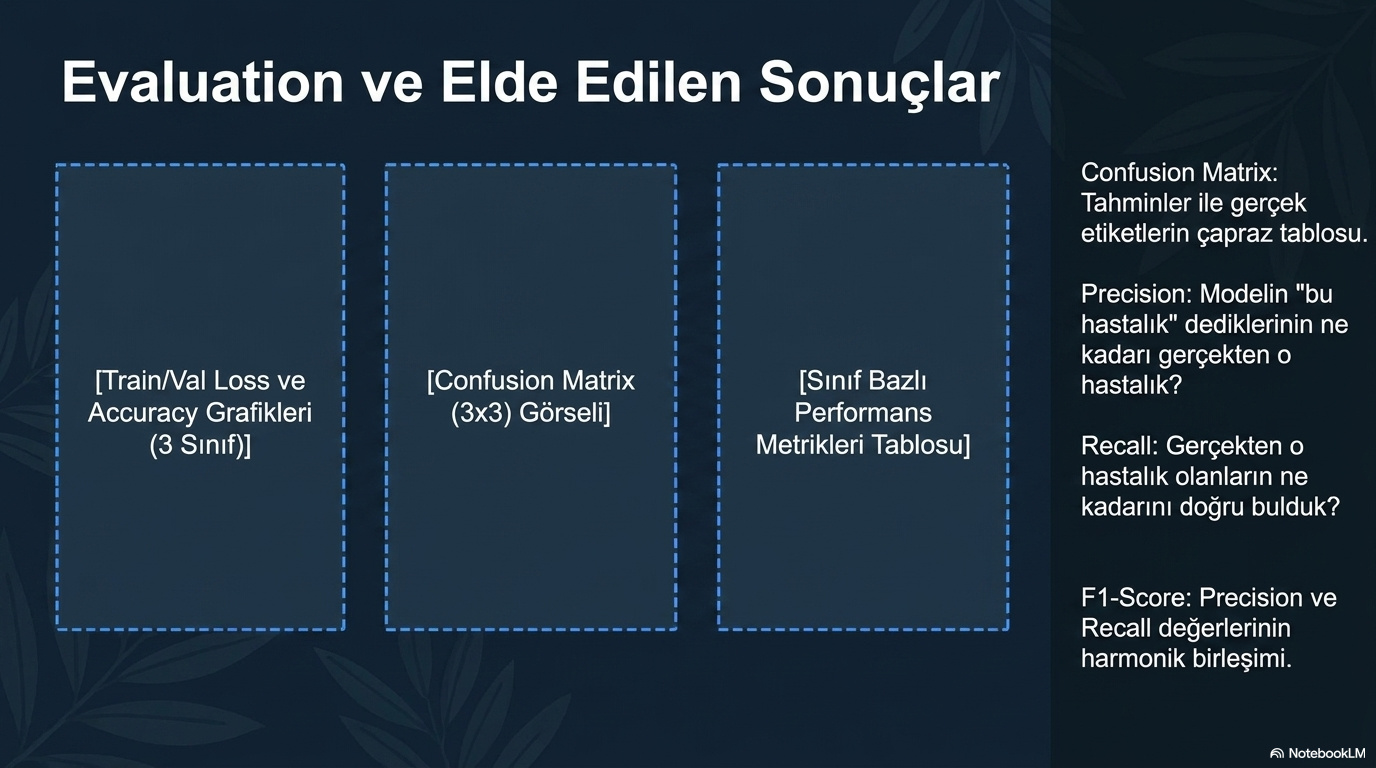 Evaluation ve Elde Edilen Sonuçlar
[Train/Val Loss ve
Accuracy Grafikleri
(3 Sınıf)]
[Confusion Matrix
(3x3) Görseli]
[Sınıf Bazlı
Performans
Metrikleri Tablosu]
Confusion Matrix:
Tahminler ile gerçek
etiketlerin çapraz tablosu.
Precision: Modelin "bu
hastalık" dediklerinin ne
kadarı gerçekten o
hastalık?
Recall: Gerçekten o
hastalık olanların ne
kadarını doğru bulduk?
F1-Score: Precision ve
Recall değerlerinin
harmonik birleşimi.
NotebookLM